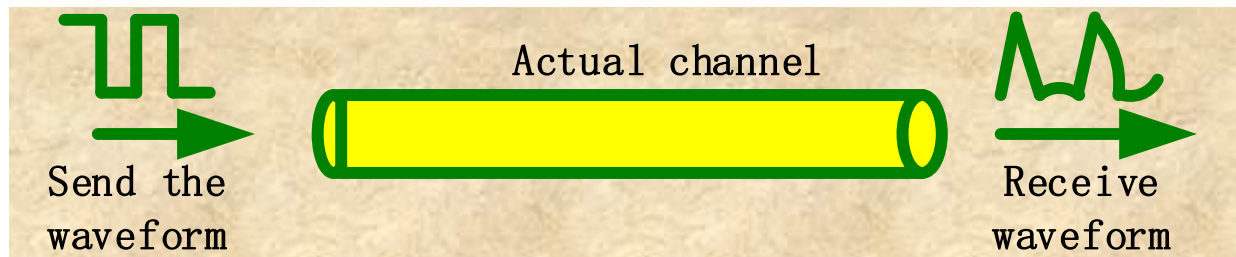 Actual channel
Send the
waveform
Receive
waveform